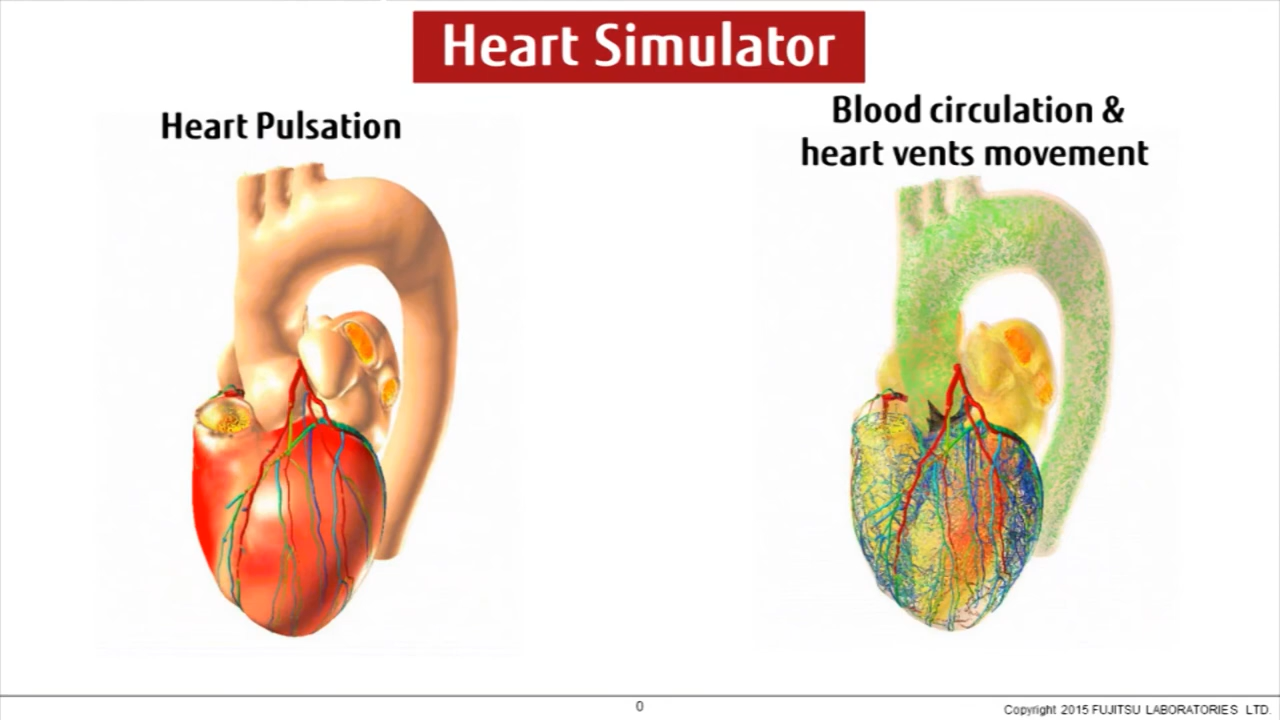 Heart Simulator
Heart Pulsation
Blood circulation &
heart vents movement
0
Copyright 2015 FUJITSU LABORATORIES LTD.